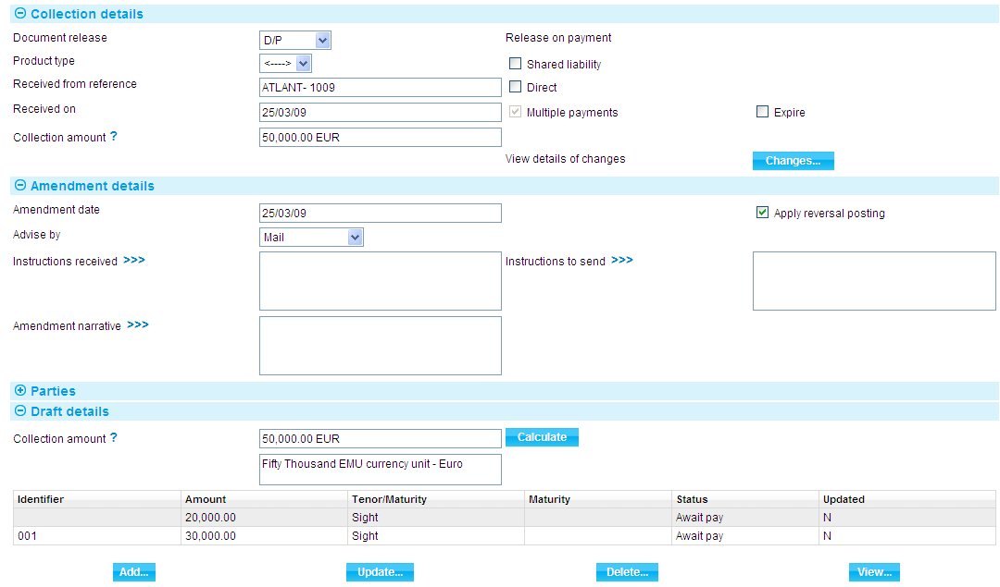 Collection details
Document release D/P Release on payment
Product type <----> Shared liability
Received from reference ATLANT- 1009 Direct
Received on 25/03/09 Multiple payments Expire
Collection amount ? 50,000.00 EUR
View details of changes Changes...
Amendment details
Amendment date 25/03/09 Apply reversal posting
Advise by Mail
Instructions received >>> Instructions to send >>>
Amendment narrative >>>
Parties
Draft details
Collection amount ? 50,000.00 EUR Calculate
Fifty Thousand EMU currency unit - Euro
Identifier Amount Tenor/Maturity Maturity Status Updated
20,000.00 Sight Await pay N
001 30,000.00 Sight Await pay N
Add... Update... Delete... View...